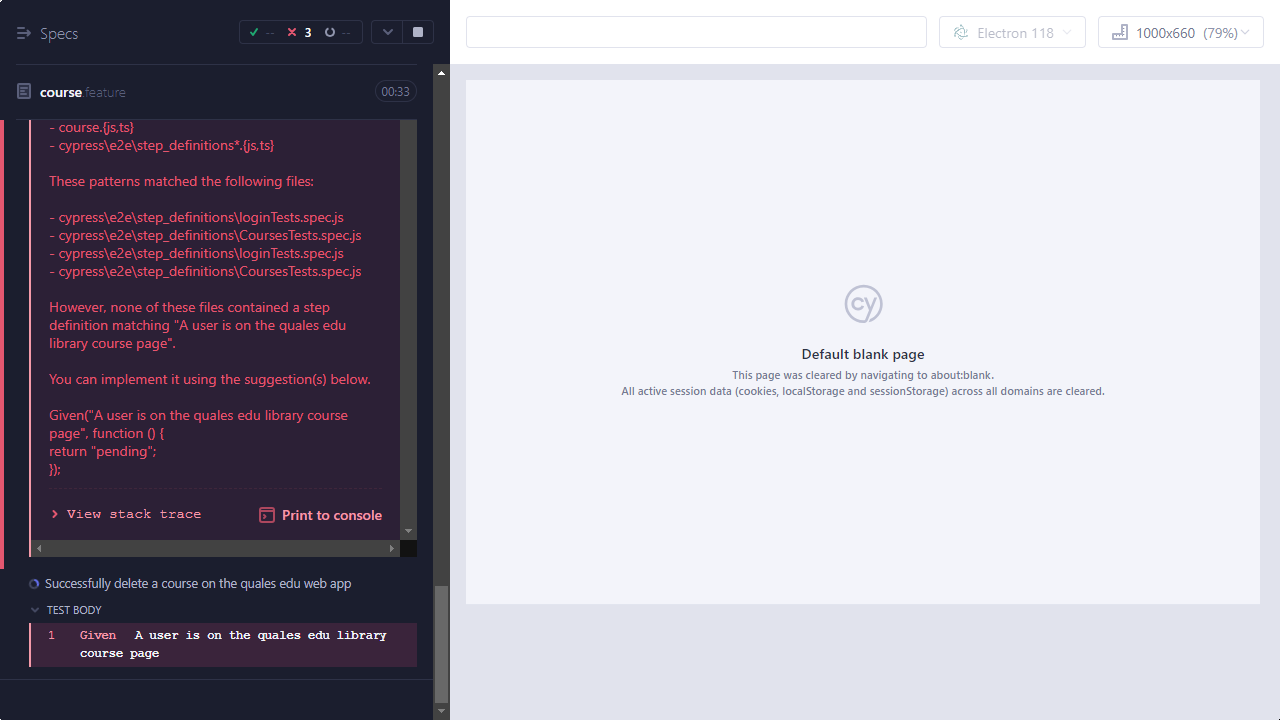 Specs
--
3
--
Electron 118
1000x660 (79%)
course.feature
00:33
- course.{js,ts}
- cypress\e2e\step_definitions*.{js,ts}
These patterns matched the following files:
- cypress\e2e\step_definitions\loginTests.spec.js
- cypress\e2e\step_definitions\CoursesTests.spec.js
- cypress\e2e\step_definitions\loginTests.spec.js
- cypress\e2e\step_definitions\CoursesTests.spec.js
However, none of these files contained a step
definition matching "A user is on the quales edu
library course page".
You can implement it using the suggestion(s) below.
Given("A user is on the quales edu library course
page", function () {
return "pending";
});
> View stack trace
Print to console
Successfully delete a course on the quales edu web app
TEST BODY
1 Given A user is on the quales edu library
course page
cy
Default blank page
This page was cleared by navigating to about:blank.
All active session data (cookies, localStorage and sessionStorage) across all domains are cleared.